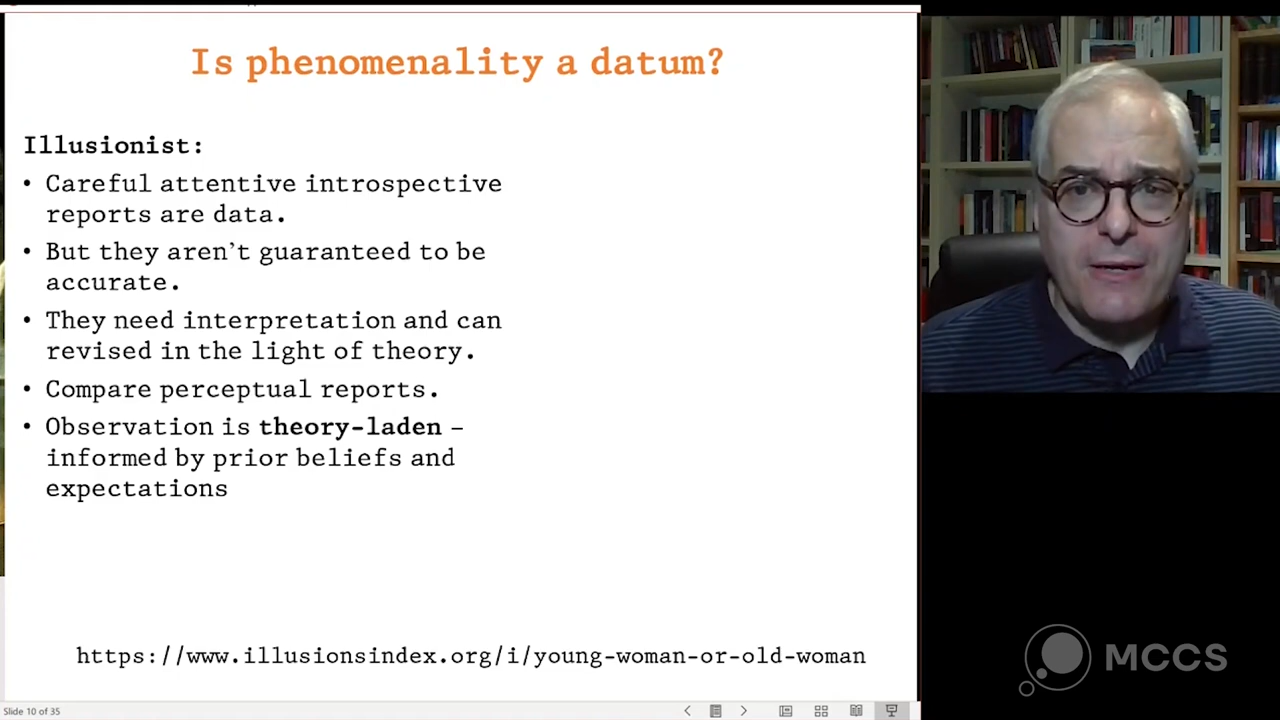 Is phenomenality a datum?
Illusionist:
• Careful attentive introspective
reports are data.
• But they aren't guaranteed to be
accurate.
• They need interpretation and can
revised in the light of theory.
• Compare perceptual reports.
• Observation is theory-laden –
informed by prior beliefs and
expectations
https://www.illusionsindex.org/i/young-woman-or-old-woman
Slide 10 of 35
MCCS